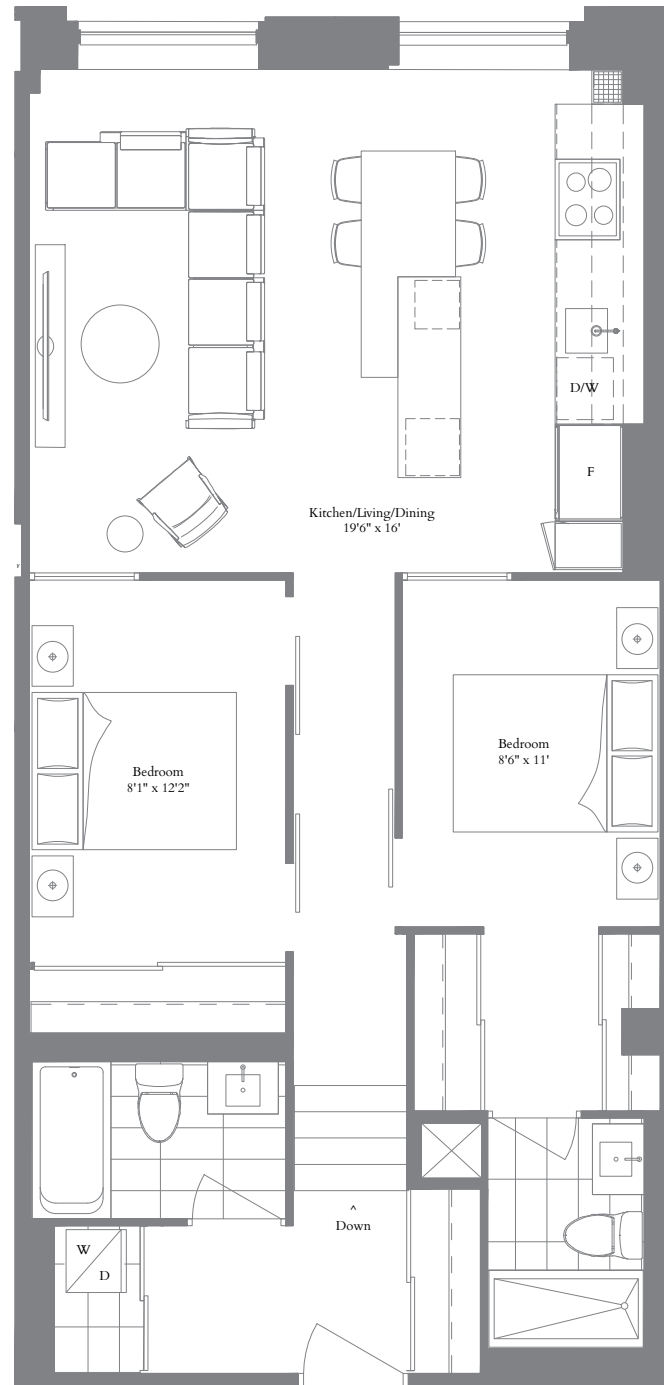 D/W
F
Kitchen/Living/Dining
19'6" x 16'
Bedroom
8'6" x 11'
Bedroom
8'1" x 12'2"
^
Down
W
D